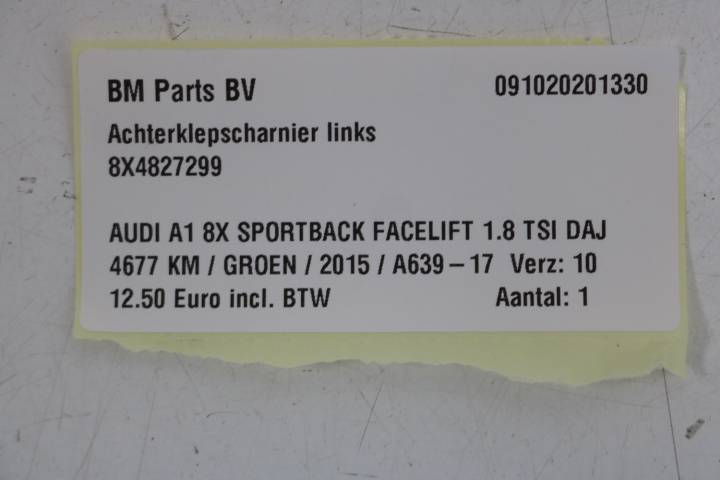 BM Parts BV 091020201330
Achterklepscharnier links
8X4827299
AUDI A1 8X SPORTBACK FACELIFT 1.8 TSI DAJ
4677 KM / GROEN / 2015 / A639 – 17 Verz: 10
12.50 Euro incl. BTW Aantal: 1